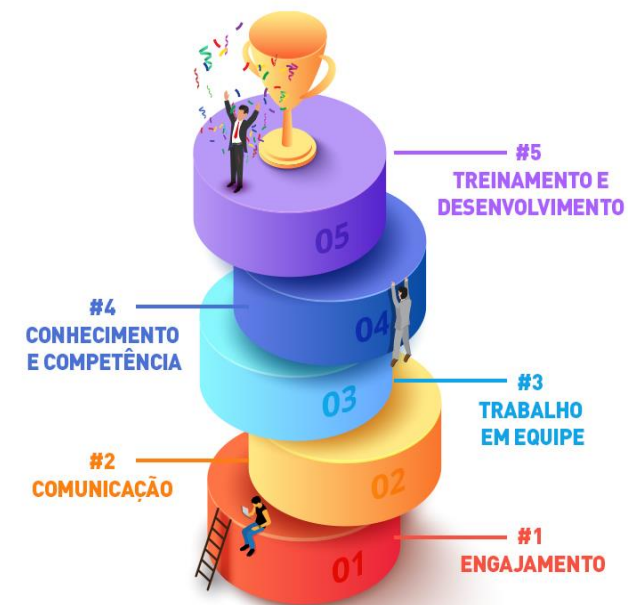 #5
TREINAMENTO E
DESENVOLVIMENTO
05
#4
CONHECIMENTO
E COMPETÊNCIA
04
#3
TRABALHO
EM EQUIPE
03
#2
COMUNICAÇÃO
02
#1
ENGAJAMENTO
01